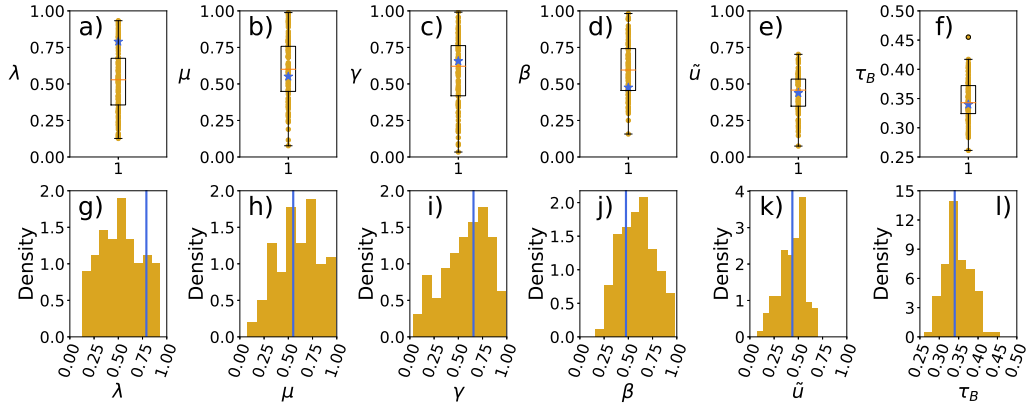 a) b) c) d) e) f)
1.00 1.00 1.00 1.00 1.00 0.50
0.75 0.75 0.75 0.75 0.75 0.45
0.50 0.50 0.50 0.50 0.50 0.40
0.25 0.25 0.25 0.25 0.25 0.35
0.00 0.00 0.00 0.00 0.00 0.30
0.25
λ μ γ β ũ τ_B
1 1 1 1 1 1
g) h) i) j) k) l)
2.0 2.0 2.0 2.0 4 15
1.5 1.5 1.5 1.5 3 12
1.0 1.0 1.0 1.0 2 9
0.5 0.5 0.5 0.5 1 6
0.0 0.0 0.0 0.0 0 3
0
Density Density Density Density Density Density
0.00 0.25 0.50 0.75 1.00 0.00 0.25 0.50 0.75 1.00 0.00 0.25 0.50 0.75 1.00 0.00 0.25 0.50 0.75 1.00 0.00 0.25 0.50 0.75 1.00 0.25 0.30 0.35 0.40 0.45 0.50
λ μ γ β ũ τ_B